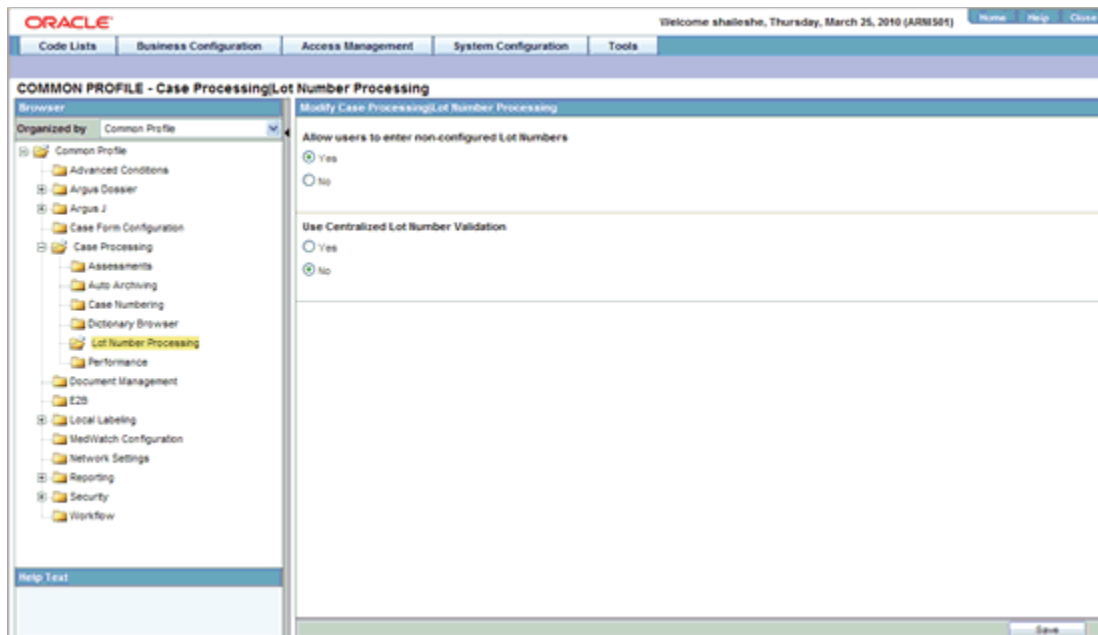 ORACLE
Welcome shaileshe, Thursday, March 25, 2010 (ARNIS01)
Home Help Close
Code Lists Business Configuration Access Management System Configuration Tools
COMMON PROFILE - Case Processing|Lot Number Processing
Browser
Organized by Common Profile
Common Profile
Advanced Conditions
Argus Dossier
Argus J
Case Form Configuration
Case Processing
Assessments
Auto Archiving
Case Numbering
Dictionary Browser
Lot Number Processing
Performance
Document Management
E2B
Local Labeling
MedWatch Configuration
Network Settings
Reporting
Security
Workflow
Help Text
Modify Case Processing|Lot Number Processing
Allow users to enter non-configured Lot Numbers
Yes
No
Use Centralized Lot Number Validation
Yes
No
Save